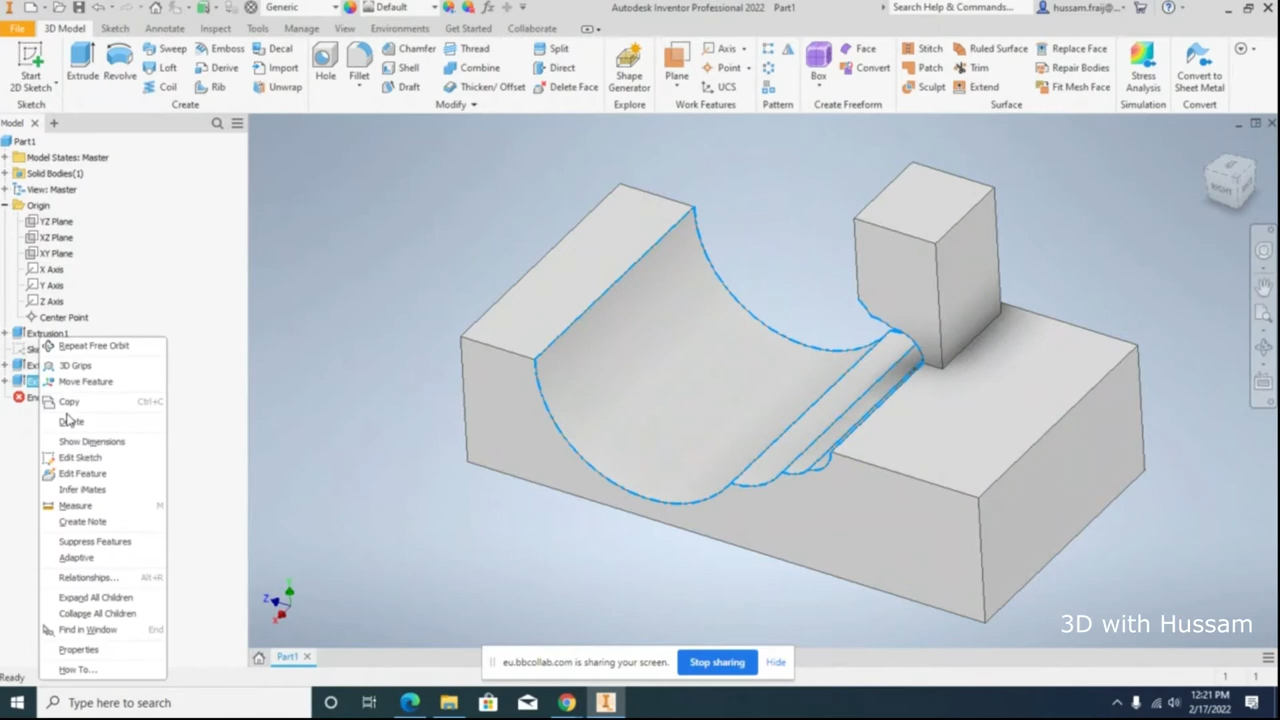 Generic
Default
Autodesk Inventor Professional 2022 Part1
Search Help & Commands...
hussam.fraij@...
File
3D Model
Sketch
Annotate
Inspect
Tools
Manage
View
Environments
Get Started
Collaborate
Start
2D Sketch
Extrude
Revolve
Sweep
Loft
Coil
Emboss
Derive
Rib
Decal
Import
Unwrap
Hole
Fillet
Chamfer
Shell
Draft
Thread
Combine
Thicken/ Offset
Split
Direct
Delete Face
Shape
Generator
Plane
Axis
Point
UCS
Box
Face
Convert
Stitch
Patch
Sculpt
Ruled Surface
Trim
Extend
Replace Face
Repair Bodies
Fit Mesh Face
Stress
Analysis
Convert to
Sheet Metal
Sketch
Create
Modify
Explore
Work Features
Pattern
Create Freeform
Surface
Simulation
Convert
Model
Part1
Model States: Master
Solid Bodies(1)
View: Master
Origin
YZ Plane
XZ Plane
XY Plane
X Axis
Y Axis
Z Axis
Center Point
Extrusion1
Repeat Free Orbit
3D Grips
Move Feature
Copy Ctrl+C
Delete
Show Dimensions
Edit Sketch
Edit Feature
Infer iMates
Measure M
Create Note
Suppress Features
Adaptive
Relationships... Alt+R
Expand All Children
Collapse All Children
Find in Window End
Properties
How To...
RIGHT
Y
Z
X
3D with Hussam
Part1
eu.bbcollab.com is sharing your screen.
Stop sharing
Hide
Ready
1 1
Type here to search
12:21 PM
2/17/2022